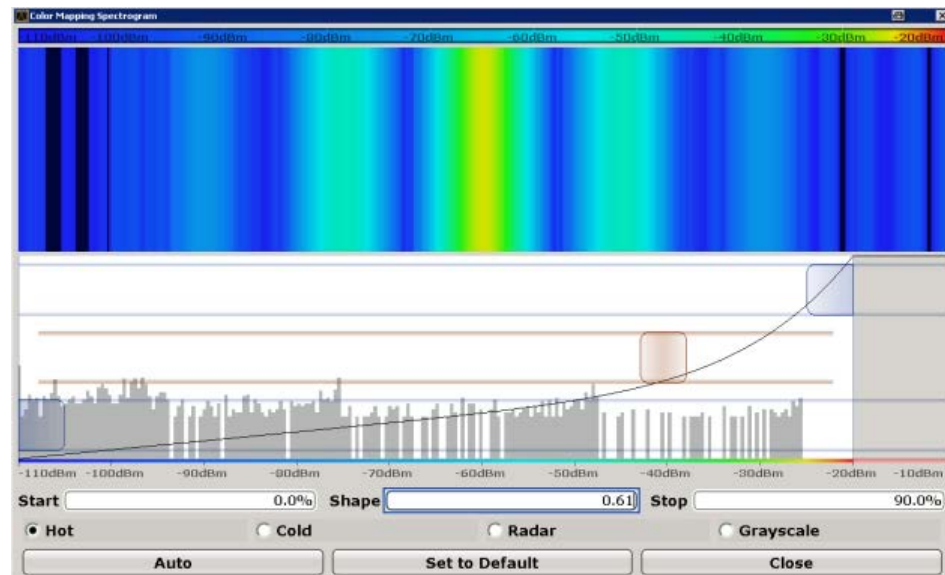 Color Mapping Spectrogram
-110dBm -100dBm -90dBm -80dBm -70dBm -60dBm -50dBm -40dBm -30dBm -20dBm
-110dBm -100dBm -90dBm -80dBm -70dBm -60dBm -50dBm -40dBm -30dBm -20dBm -10dBm
Start 0.0% Shape 0.61 Stop 90.0%
Hot Cold Radar Grayscale
Auto Set to Default Close